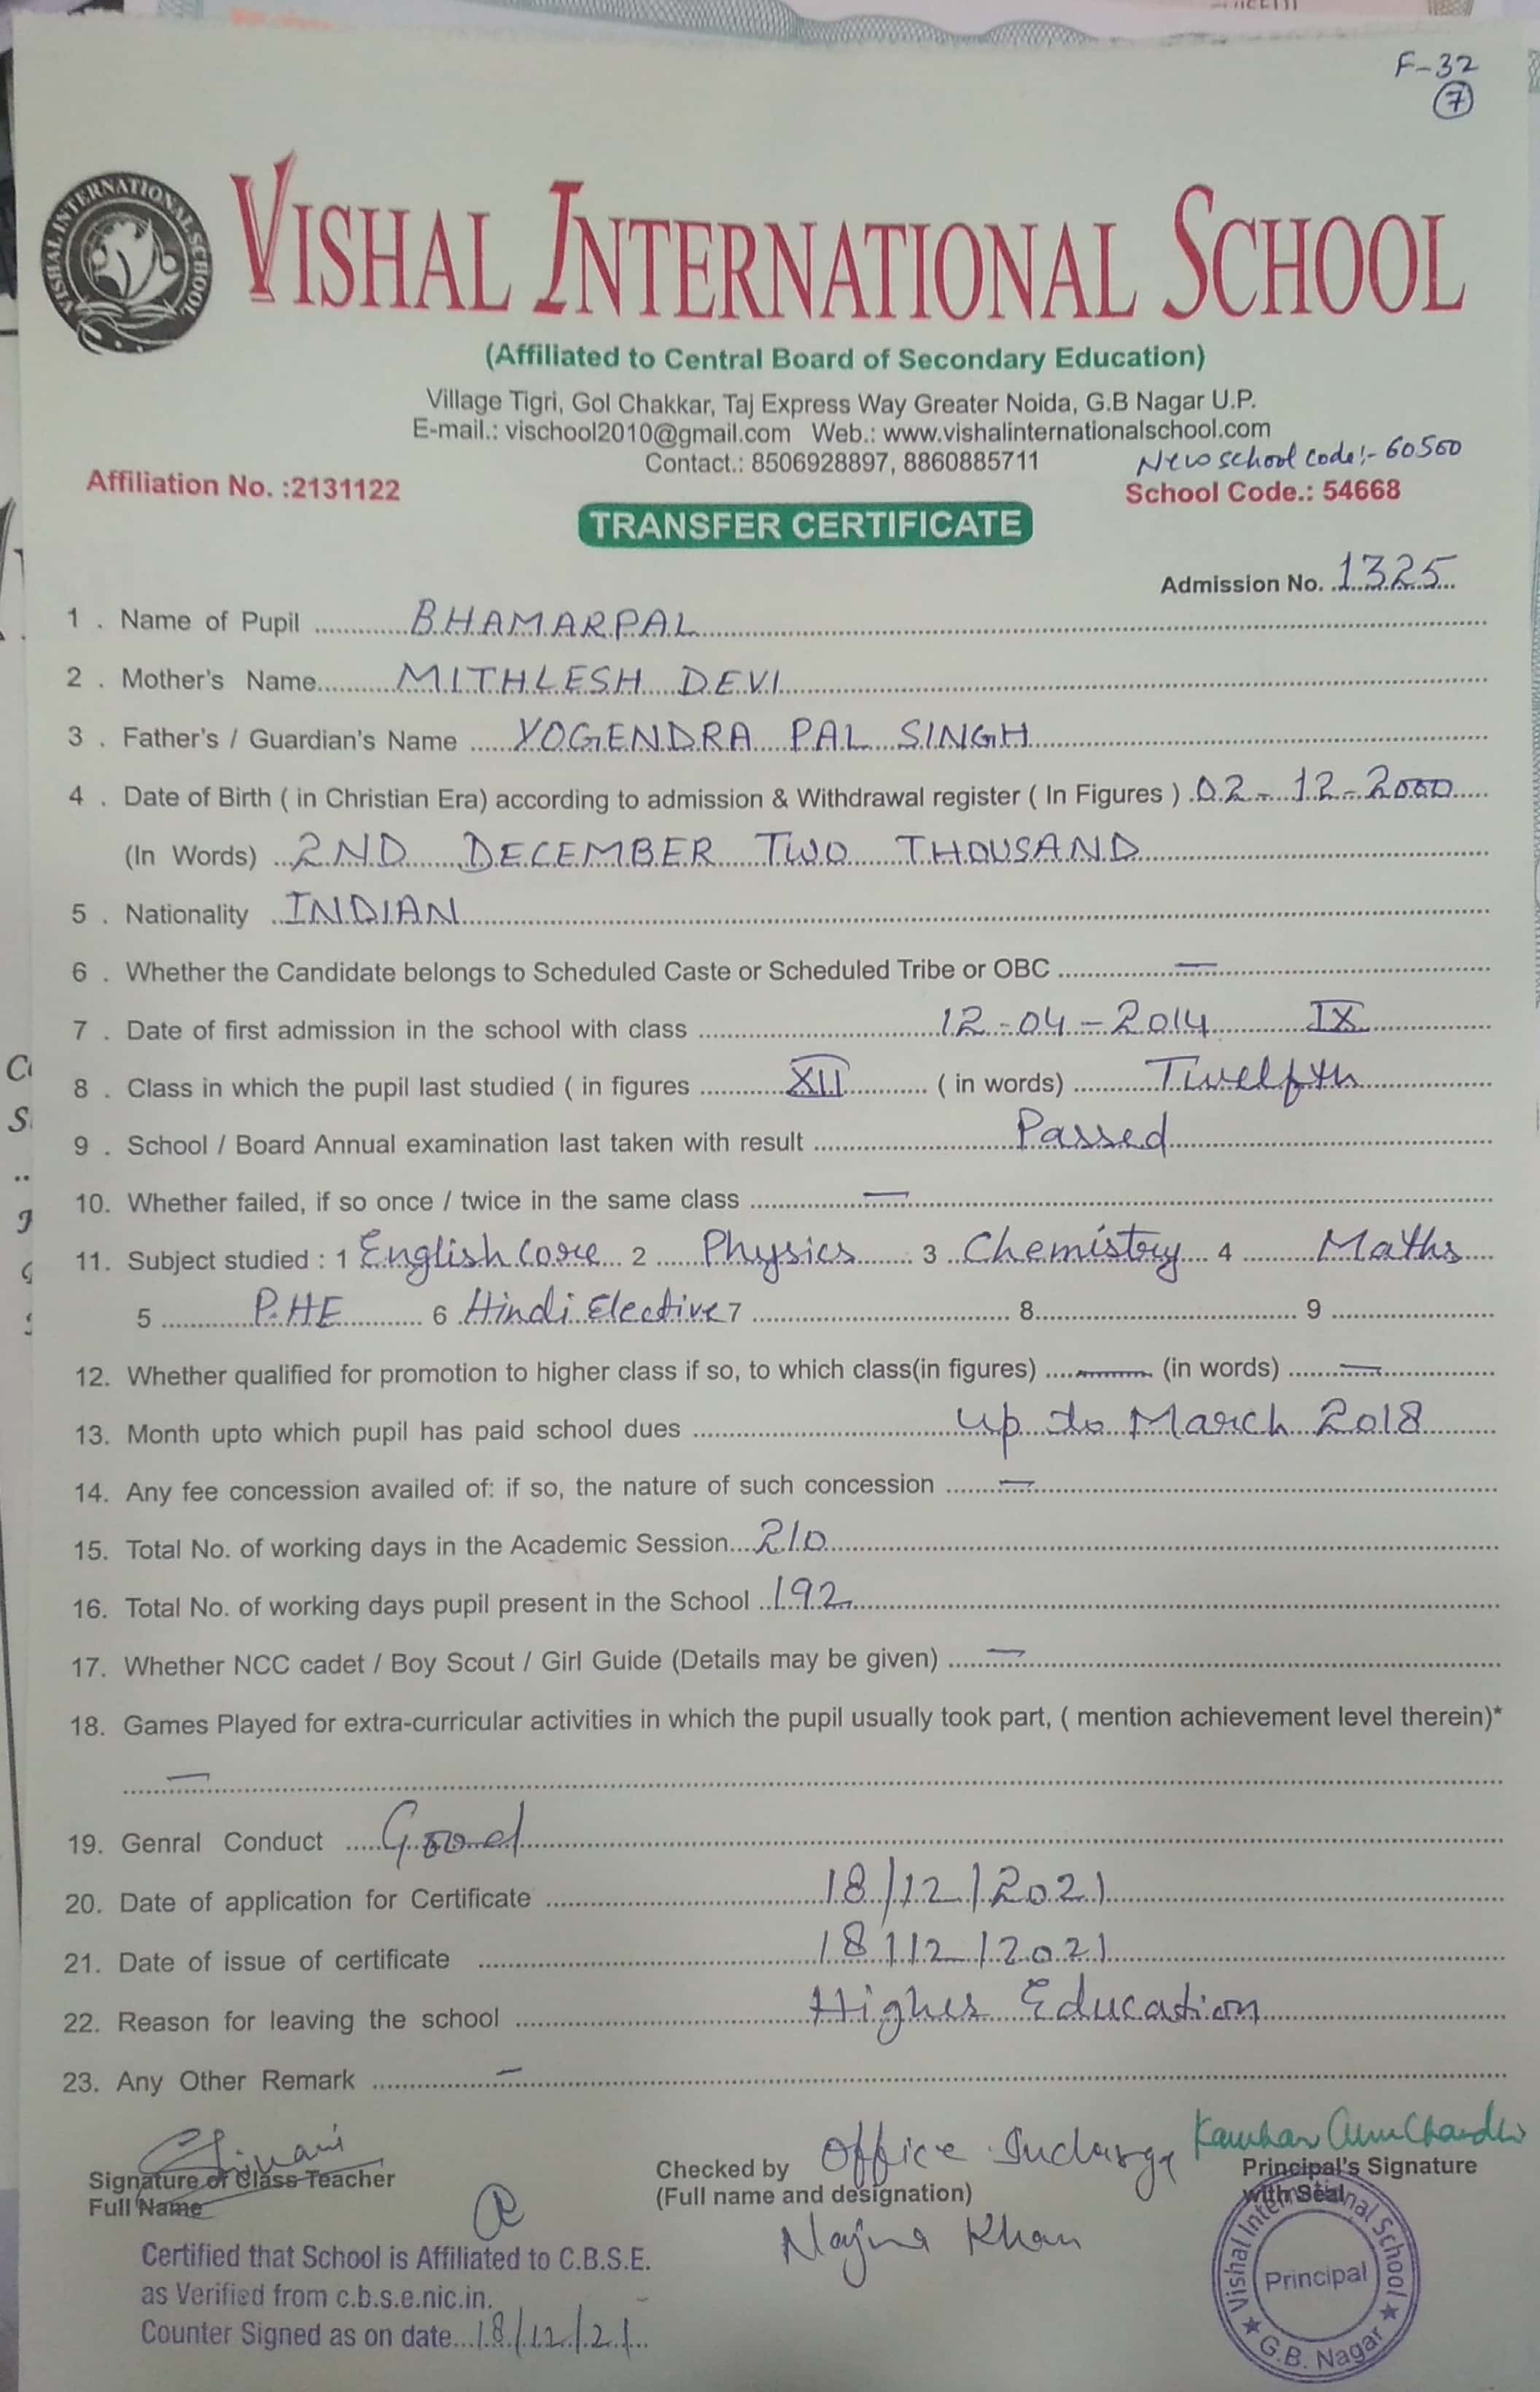 F-32
7
VISHAL INTERNATIONAL SCHOOL
VISHAL INTERNATIONAL SCHOOL
(Affiliated to Central Board of Secondary Education)
Village Tigri, Gol Chakkar, Taj Express Way Greater Noida, G.B Nagar U.P.
E-mail.: vischool2010@gmail.com Web.: www.vishalinternationalschool.com
Contact.: 8506928897, 8860885711
New school code:- 60500
Affiliation No. :2131122
School Code.: 54668
TRANSFER CERTIFICATE
Admission No. 1325
1 . Name of Pupil BHAMARPAL
2 . Mother's Name MITHLESH DEVI
3 . Father's / Guardian's Name YOGENDRA PAL SINGH
4 . Date of Birth ( in Christian Era) according to admission & Withdrawal register ( In Figures ) 02-12-2000
(In Words) 2ND DECEMBER TWO THOUSAND
5 . Nationality INDIAN
6 . Whether the Candidate belongs to Scheduled Caste or Scheduled Tribe or OBC —
7 . Date of first admission in the school with class 12-04-2014 IX
8 . Class in which the pupil last studied ( in figures XII ( in words) Twelfth
9 . School / Board Annual examination last taken with result Passed
10. Whether failed, if so once / twice in the same class —
11. Subject studied : 1 English Core 2 Physics 3 Chemistry 4 Maths
5 P.HE 6 Hindi Elective 7 8 9
12. Whether qualified for promotion to higher class if so, to which class(in figures) — (in words) —
13. Month upto which pupil has paid school dues up to March 2018
14. Any fee concession availed of: if so, the nature of such concession —
15. Total No. of working days in the Academic Session 210
16. Total No. of working days pupil present in the School 192
17. Whether NCC cadet / Boy Scout / Girl Guide (Details may be given) —
18. Games Played for extra-curricular activities in which the pupil usually took part, ( mention achievement level therein)*
—
19. Genral Conduct Good
20. Date of application for Certificate 18/12/2021
21. Date of issue of certificate 18/12/2021
22. Reason for leaving the school Higher Education
23. Any Other Remark —
Signature of Class Teacher
Full Name
Checked by Office Incharge
(Full name and designation)
Najma Khan
Principal's Signature
with Seal
Certified that School is Affiliated to C.B.S.E.
as Verified from c.b.s.e.nic.in.
Counter Signed as on date 18/12/21
Vishal International School
Principal
G.B. Nagar